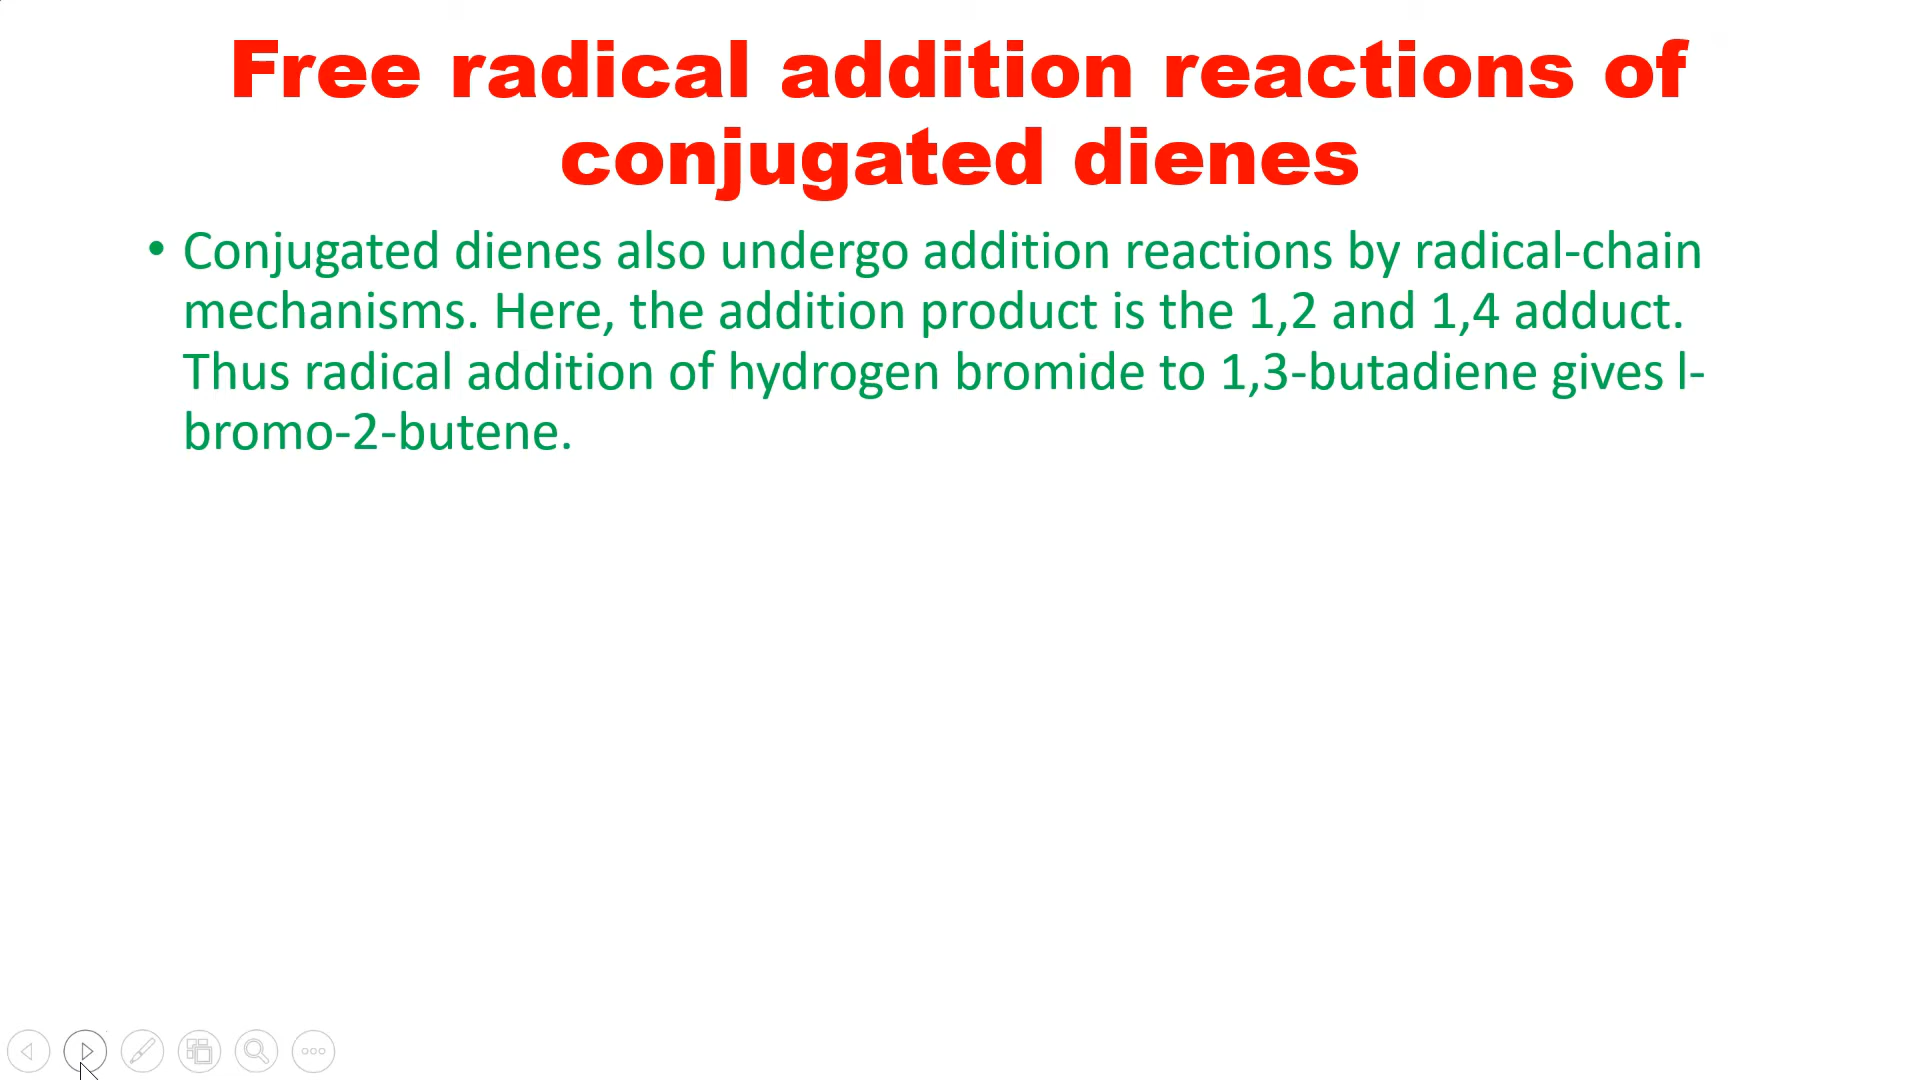 Free radical addition reactions of
conjugated dienes
• Conjugated dienes also undergo addition reactions by radical-chain
mechanisms. Here, the addition product is the 1,2 and 1,4 adduct.
Thus radical addition of hydrogen bromide to 1,3-butadiene gives l-
bromo-2-butene.